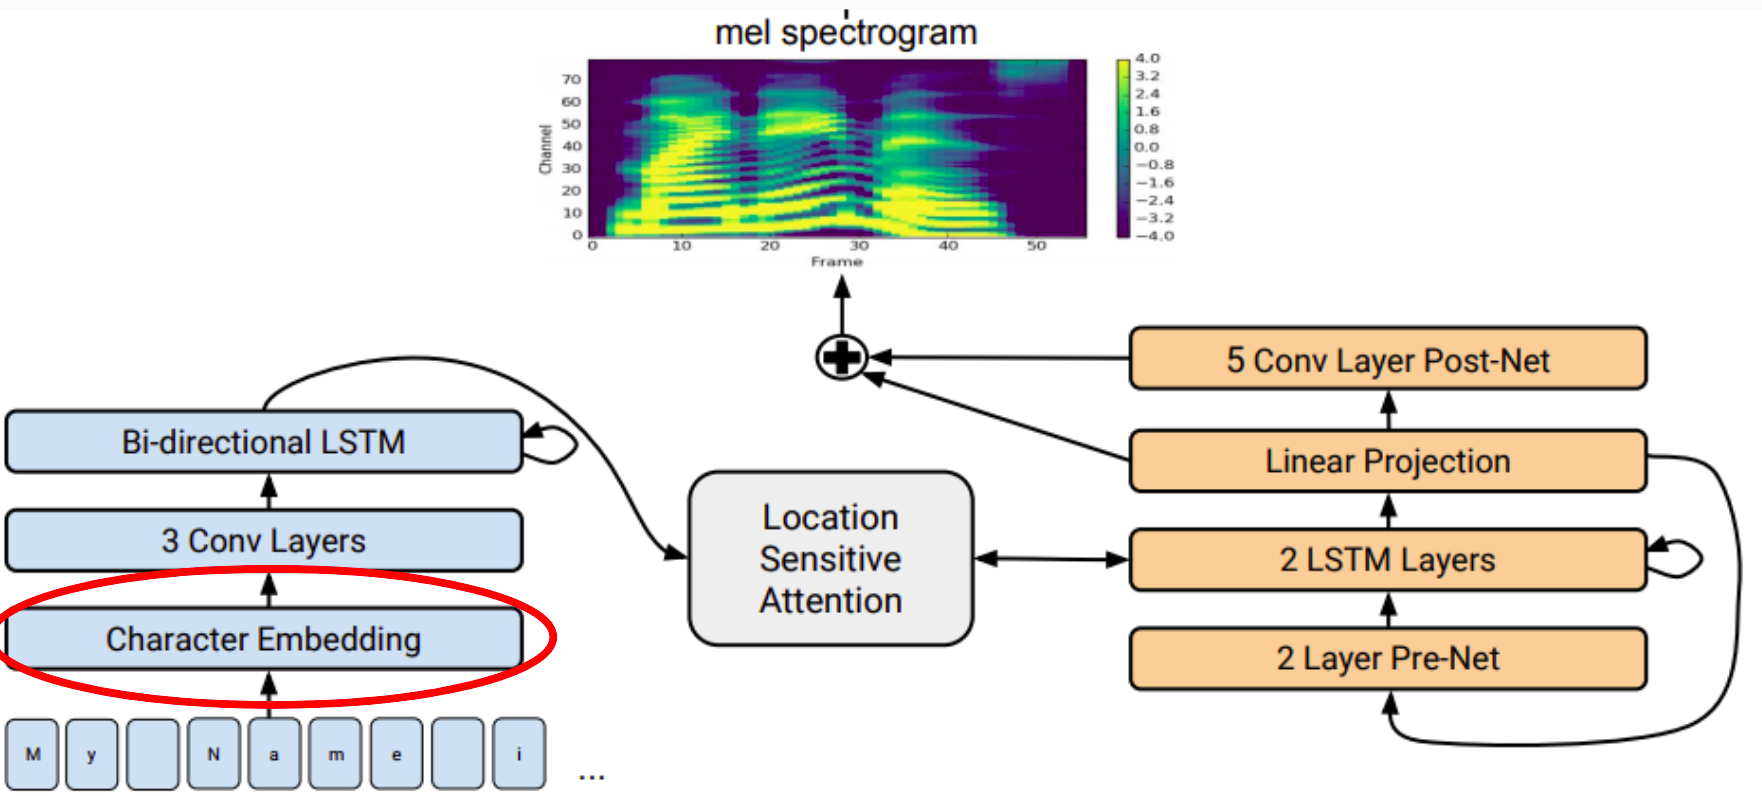 mel spectrogram
Channel
70
60
50
40
30
20
10
0
0 10 20 30 40 50
Frame
4.0
3.2
2.4
1.6
0.8
0.0
−0.8
−1.6
−2.4
−3.2
−4.0
5 Conv Layer Post-Net
Linear Projection
2 LSTM Layers
2 Layer Pre-Net
Location
Sensitive
Attention
Bi-directional LSTM
3 Conv Layers
Character Embedding
M y N a m e i ...